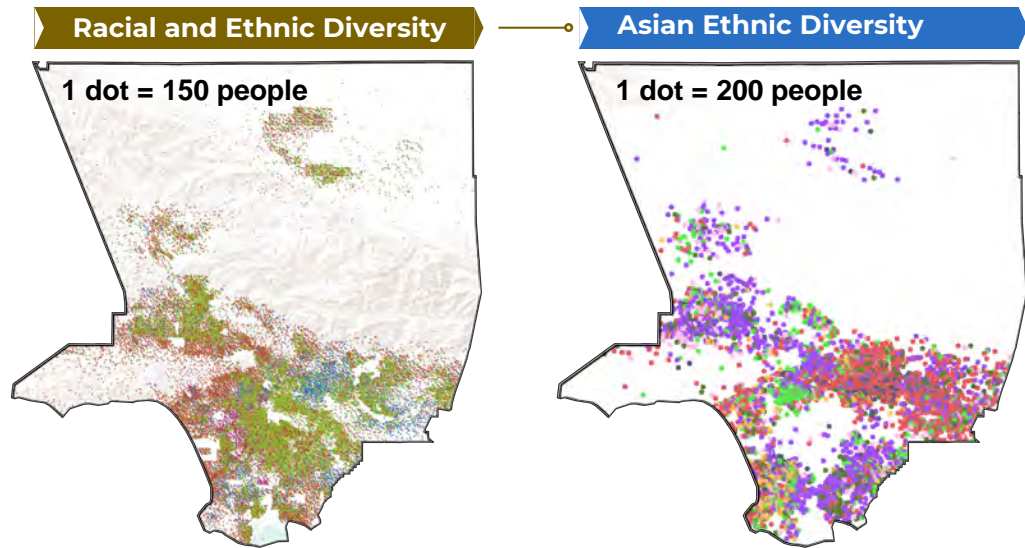 Racial and Ethnic Diversity
Asian Ethnic Diversity
1 dot = 150 people
1 dot = 200 people